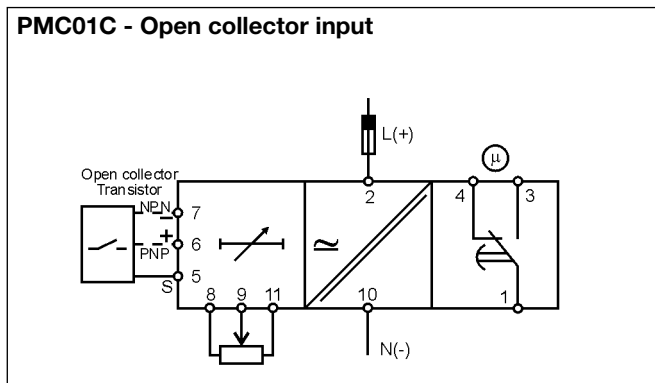 PMC01C - Open collector input
L(+)
μ
Open collector
Transistor
NPN
7
2
4
3
6
PNP
S
5
8
9
11
10
1
N(-)